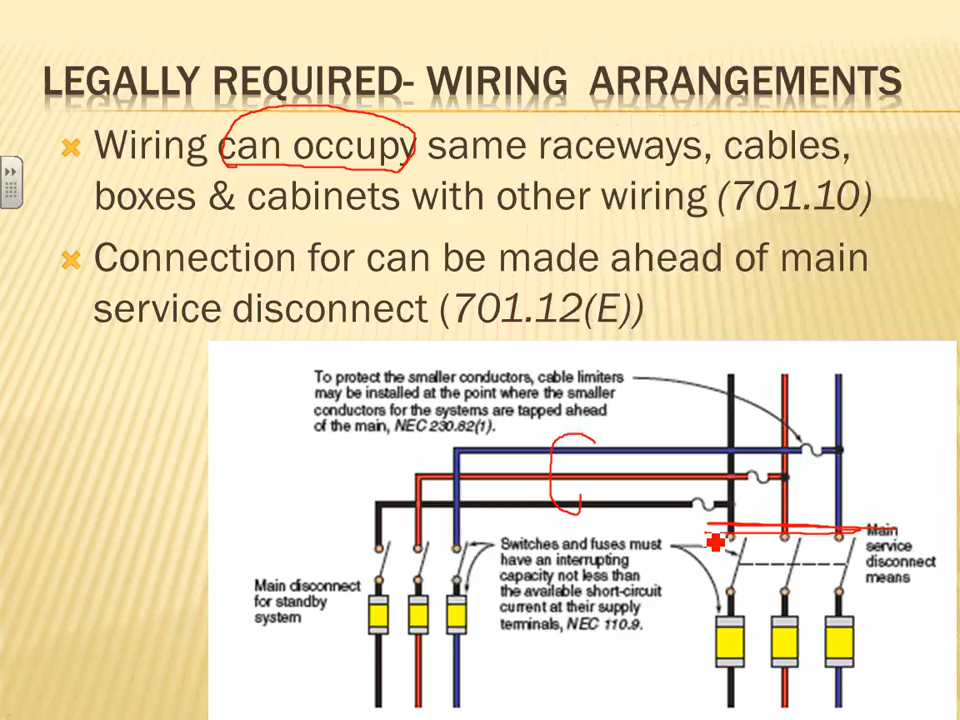 LEGALLY REQUIRED- WIRING ARRANGEMENTS
Wiring can occupy same raceways, cables,
boxes & cabinets with other wiring (701.10)
Connection for can be made ahead of main
service disconnect (701.12(E))
To protect the smaller conductors, cable limiters
may be installed at the point where the smaller
conductors for the systems are tapped ahead
of the main, NEC 230.82(1).
Switches and fuses must
have an interrupting
capacity not less than
the available short-circuit
current at their supply
terminals, NEC 110.9.
Main
service
disconnect
means
Main disconnect
for standby
system